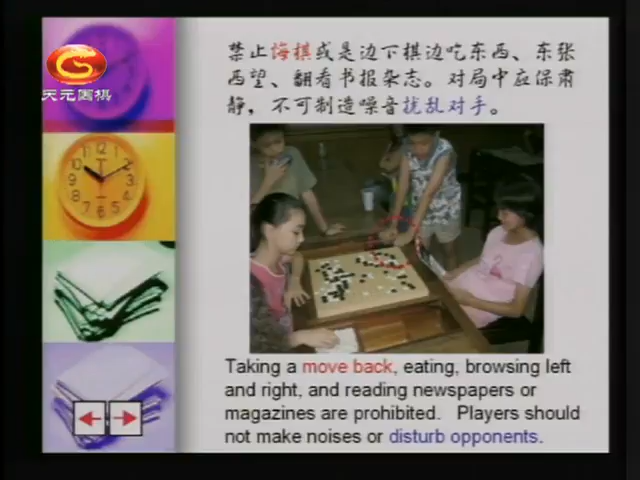 天元围棋
禁止悔棋或是边下棋边吃东西、东张
西望、翻看书报杂志。对局中应保肃
静，不可制造噪音扰乱对手。
Taking a move back, eating, browsing left
and right, and reading newspapers or
magazines are prohibited. Players should
not make noises or disturb opponents.